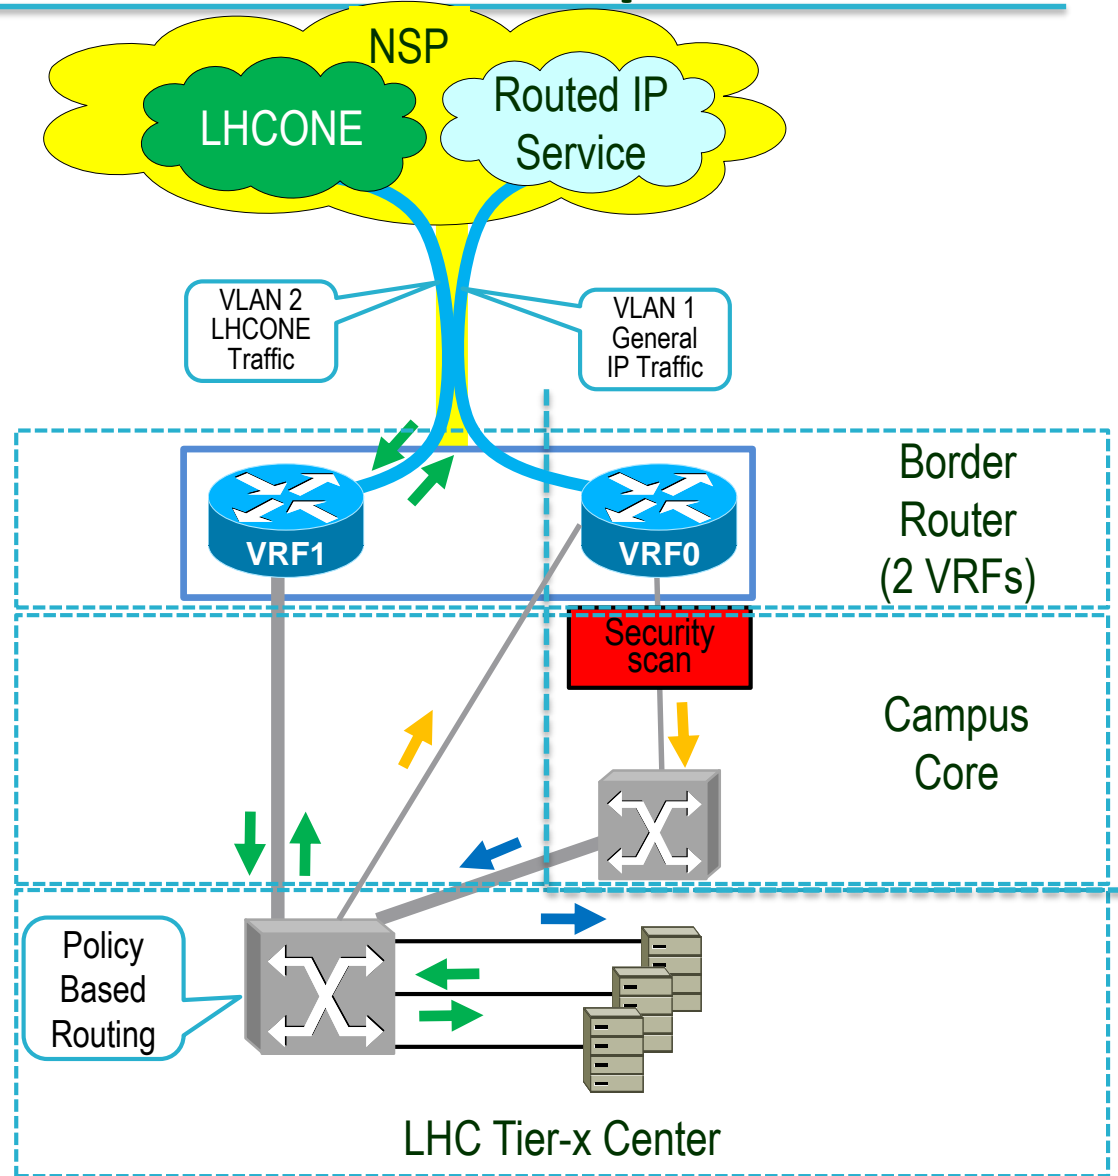 NSP
LHCONE
Routed IP
Service
VLAN 2
LHCONE
Traffic
VLAN 1
General
IP Traffic
Border
Router
(2 VRFs)
VRF1
VRF0
Security
scan
Campus
Core
Policy
Based
Routing
LHC Tier-x Center